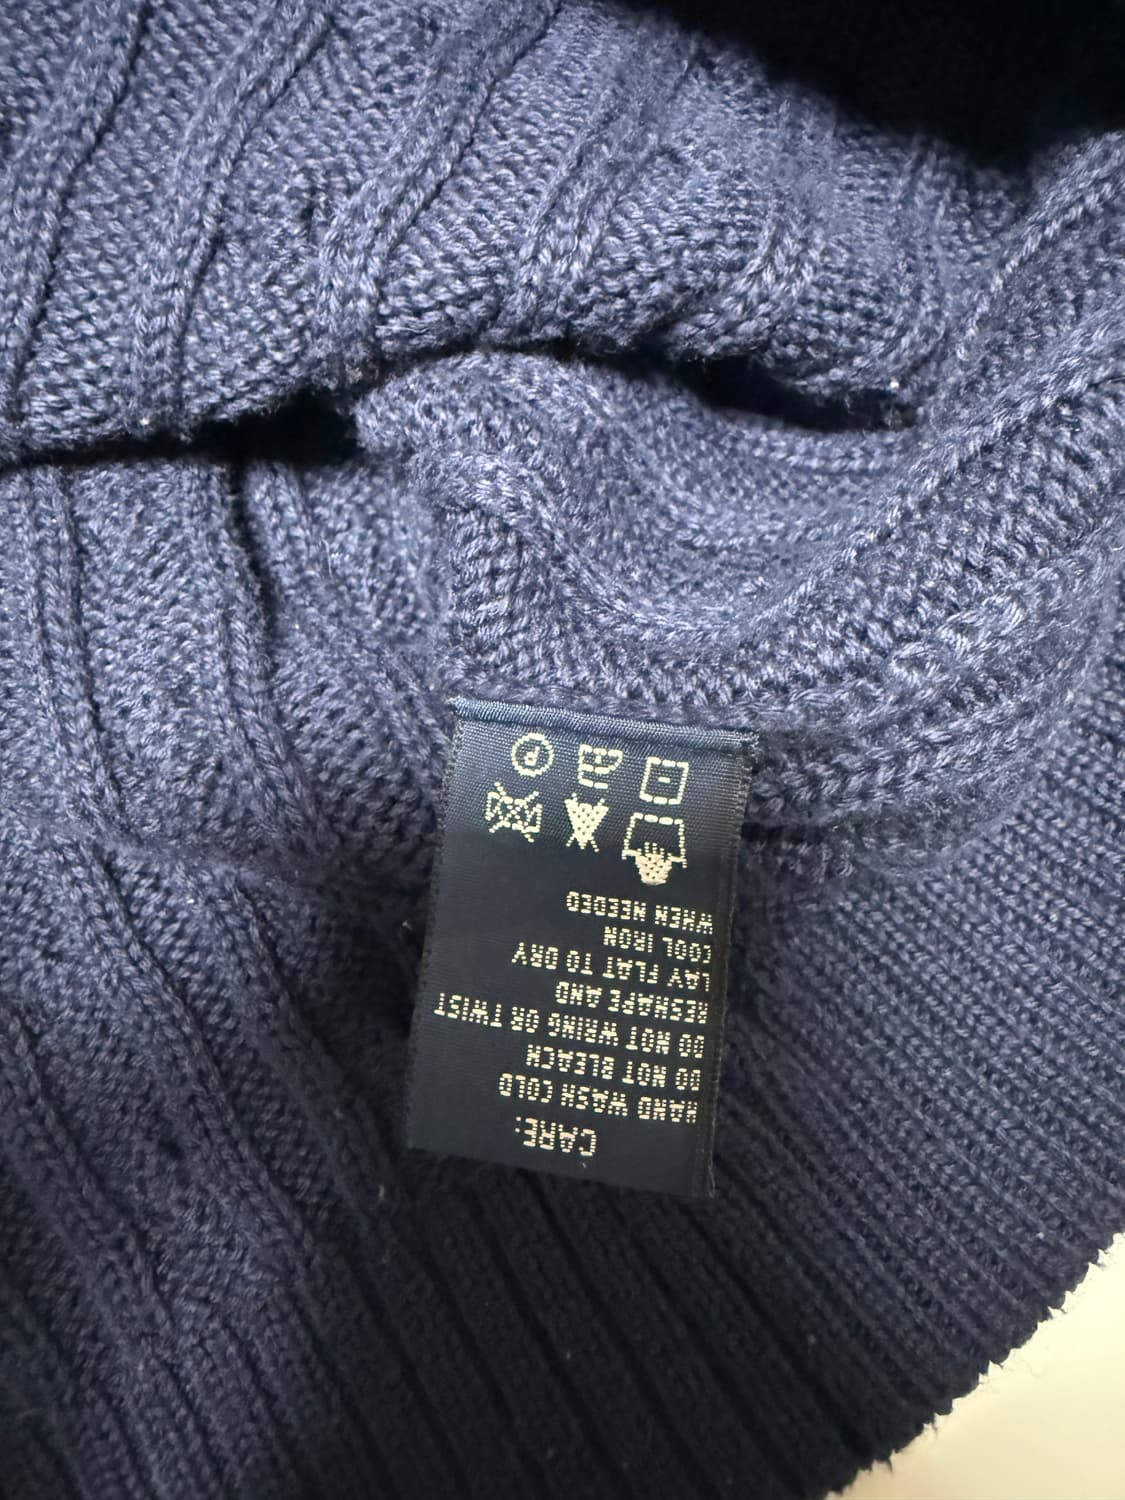 CARE:
HAND WASH COLD
DO NOT BLEACH
DO NOT WRING OR TWIST
RESHAPE AND
LAY FLAT TO DRY
COOL IRON
WHEN NEEDED
P